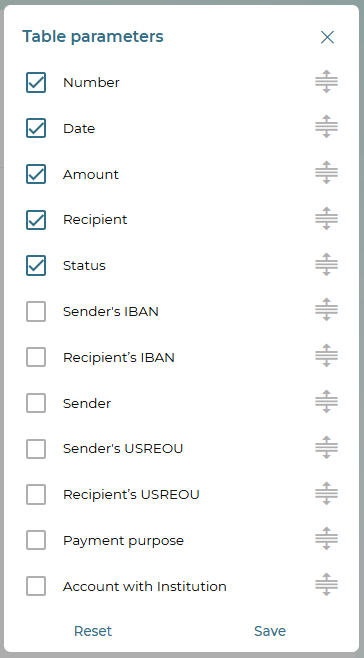 Table parameters
Number
Date
Amount
Recipient
Status
Sender's IBAN
Recipient’s IBAN
Sender
Sender's USREOU
Recipient’s USREOU
Payment purpose
Account with Institution
Reset Save